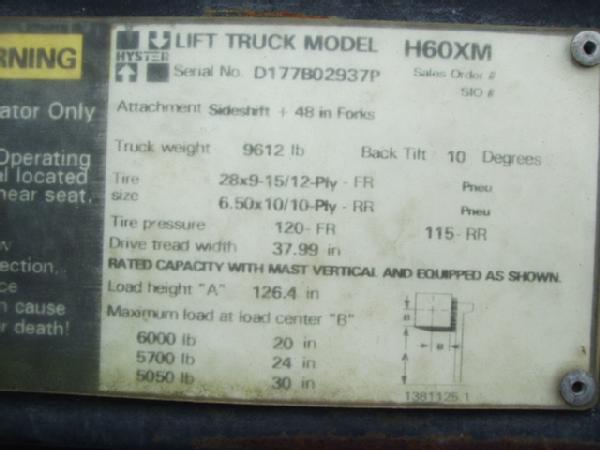 RNING
ator Only
Operating
al located
near seat,
ection.
ce
n cause
r death!
HYSTER
LIFT TRUCK MODEL H60XM
Serial No. D177B02937P Sales Order #
SIO #
Attachment Sideshift + 48 in Forks
Truck weight 9612 lb Back Tilt 10 Degrees
Tire 28x9-15/12-Ply - FR Pneu
size 6.50x10/10-Ply - RR Pneu
Tire pressure 120- FR 115- RR
Drive tread width 37.99 in
RATED CAPACITY WITH MAST VERTICAL AND EQUIPPED AS SHOWN.
Load height "A" 126.4 in
Maximum load at load center "B"
6000 lb 20 in
5700 lb 24 in
5050 lb 30 in
B
A
B
1381125 1